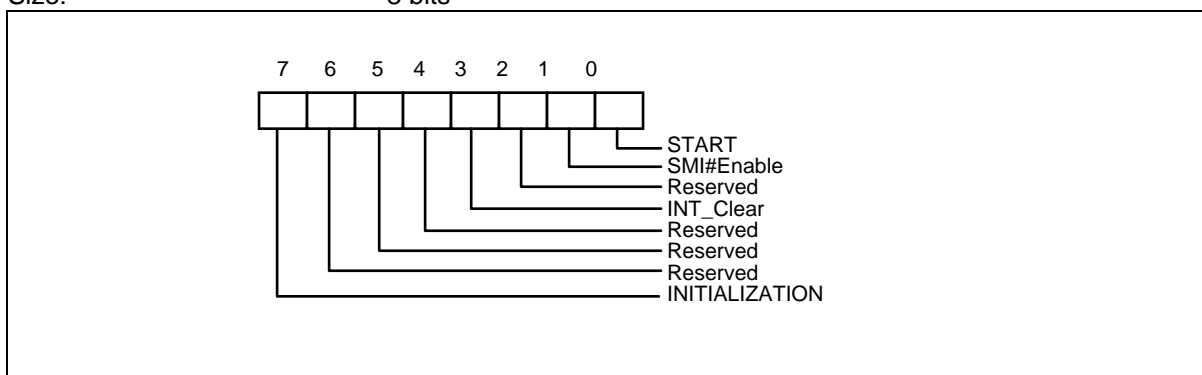 7 6 5 4 3 2 1 0
START
SMI#Enable
Reserved
INT_Clear
Reserved
Reserved
Reserved
INITIALIZATION